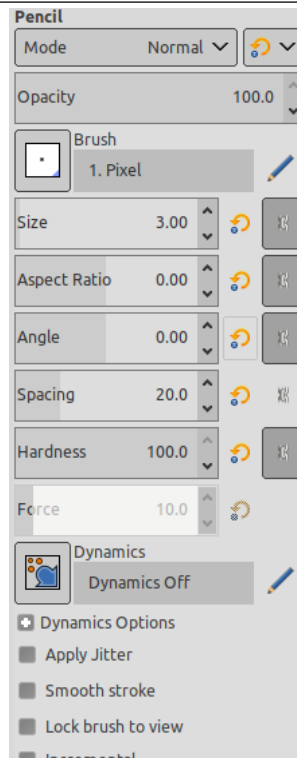 Pencil
Mode Normal
Opacity 100.0
Brush
1. Pixel
Size 3.00
Aspect Ratio 0.00
Angle 0.00
Spacing 20.0
Hardness 100.0
Force 10.0
Dynamics
Dynamics Off
Dynamics Options
Apply Jitter
Smooth stroke
Lock brush to view
Incremental